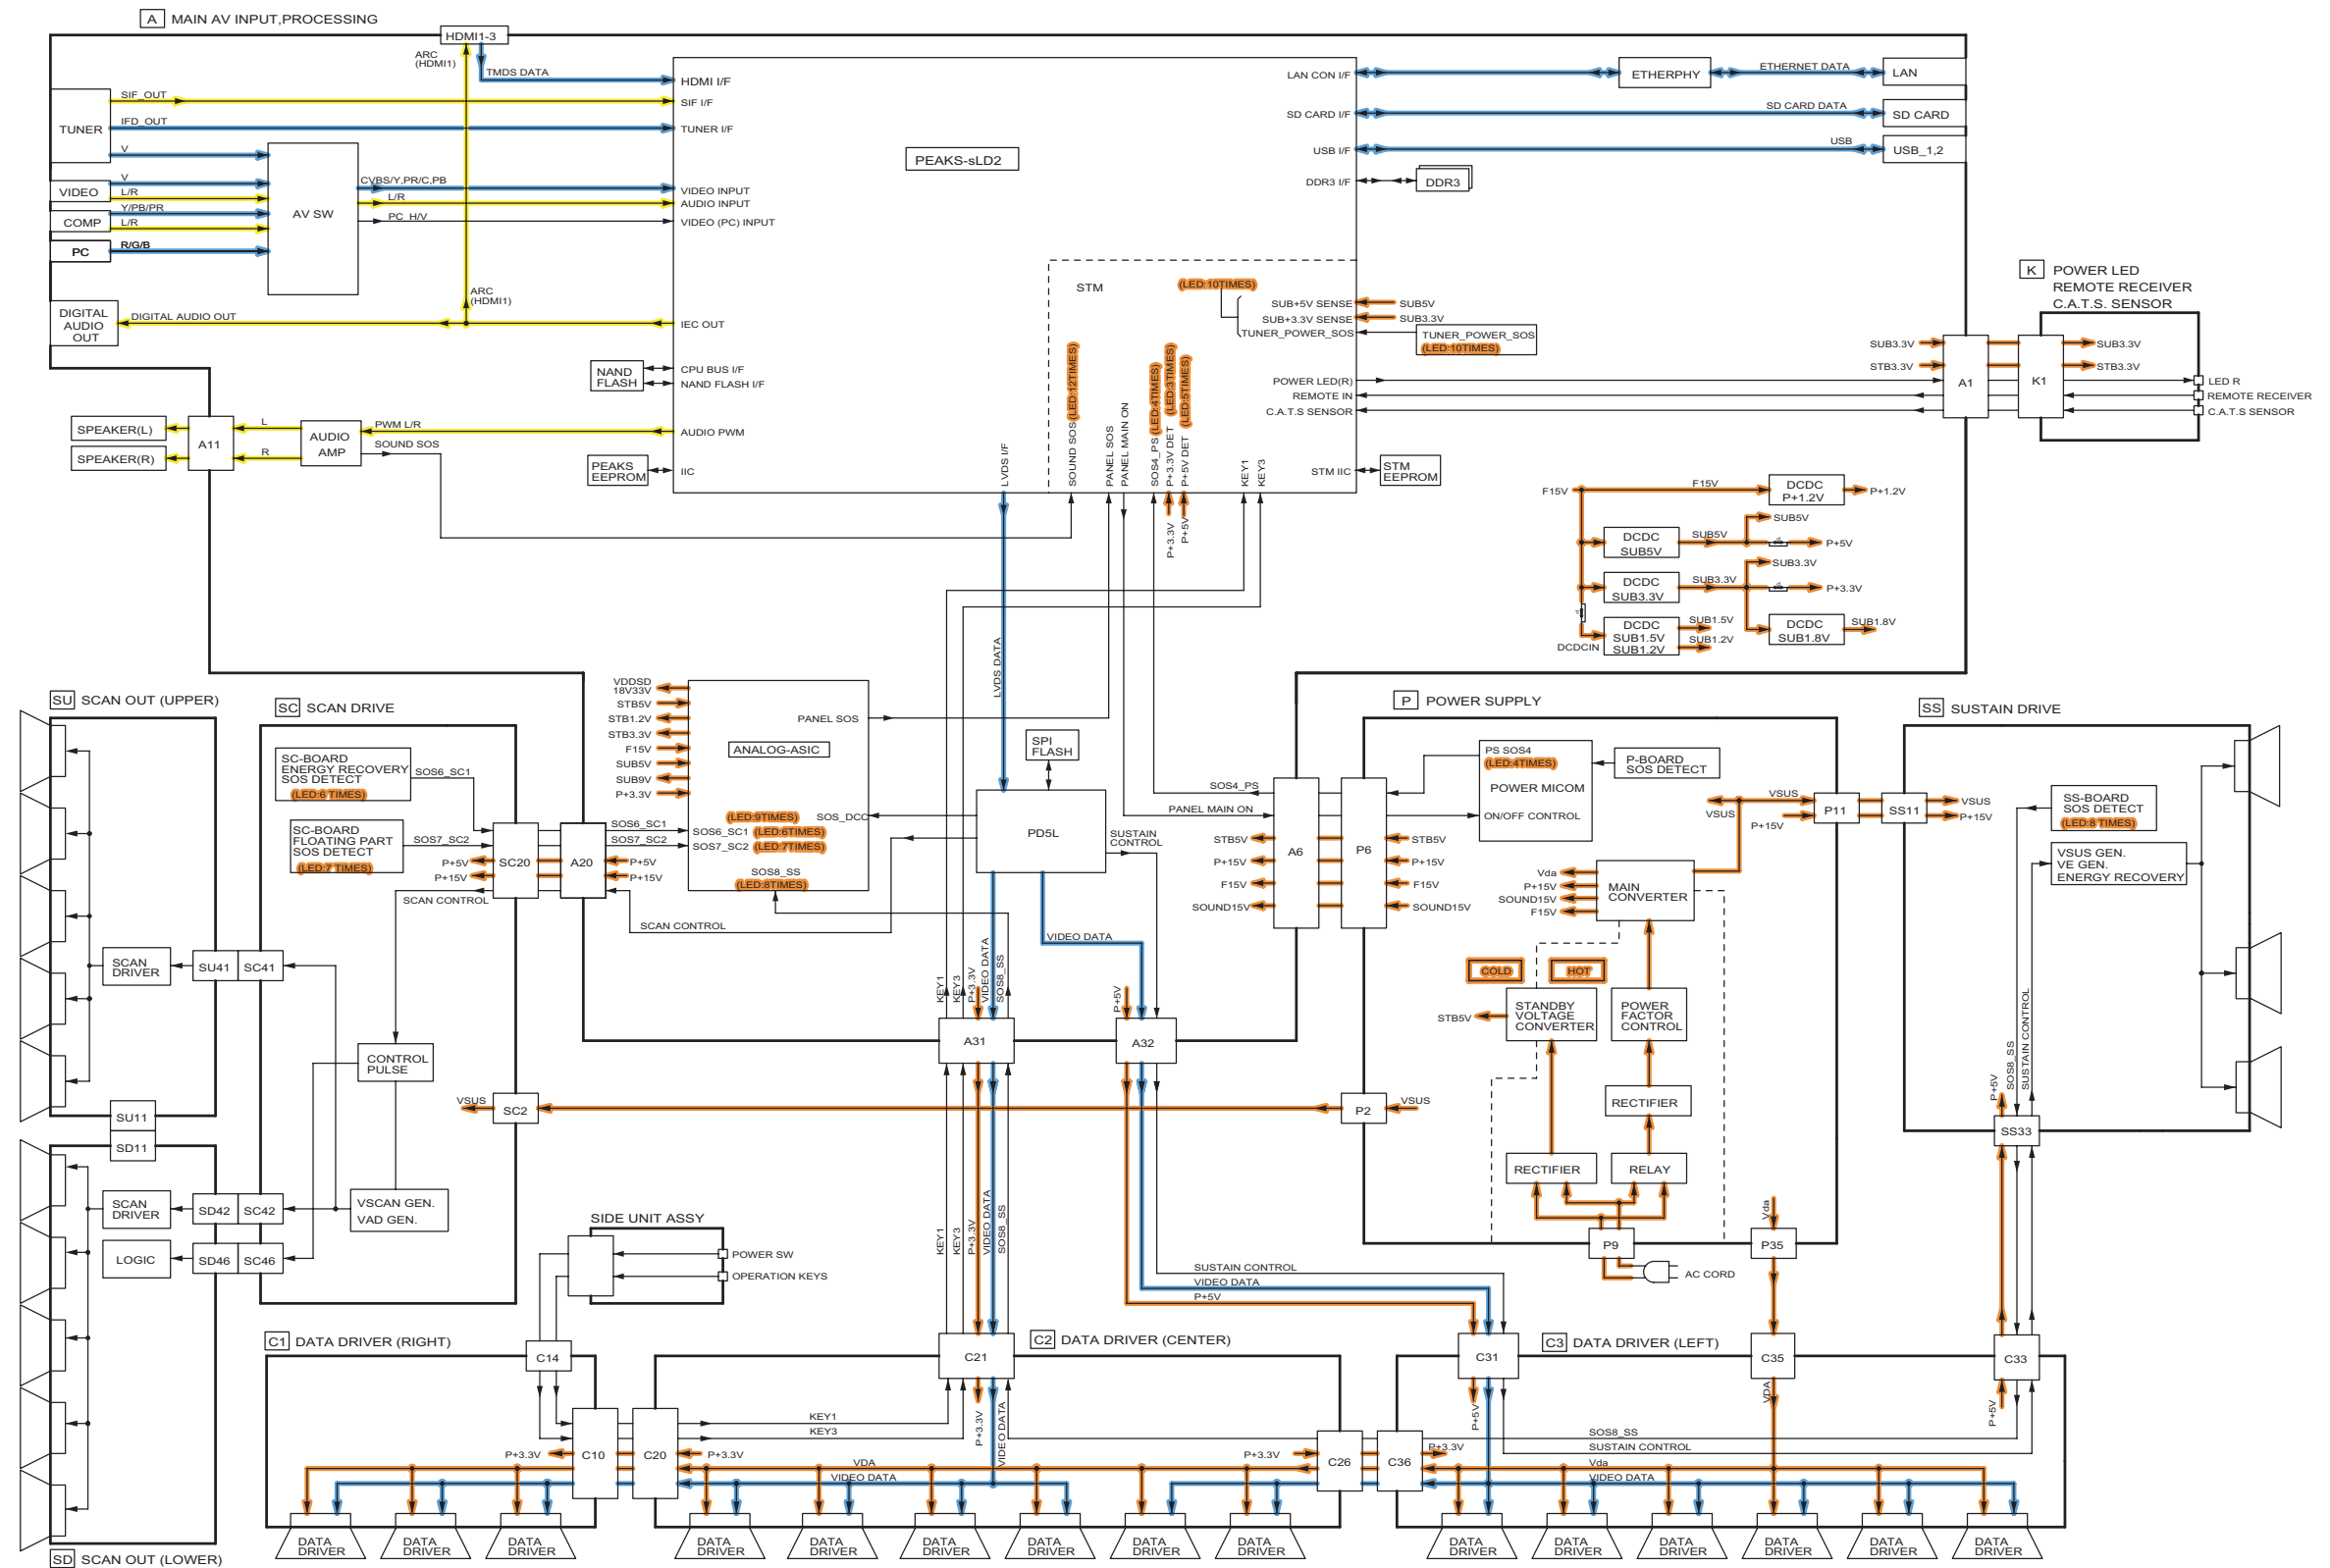 A MAIN AV INPUT,PROCESSING
HDMI1-3
ARC
(HDMI1)
TMDS DATA
HDMI I/F
SIF_OUT
SIF I/F
TUNER
IFD_OUT
TUNER I/F
V
VIDEO
V
L/R
COMP
Y/PB/PR
L/R
PC
R/G/B
AV SW
CVBS/Y,PR/C,PB
VIDEO INPUT
L/R
AUDIO INPUT
PC_H/V
VIDEO (PC) INPUT
PEAKS-sLD2
LAN CON I/F
ETHERPHY
ETHERNET DATA
LAN
SD CARD I/F
SD CARD DATA
SD CARD
USB I/F
USB
USB_1,2
DDR3 I/F
DDR3
DIGITAL
AUDIO
OUT
DIGITAL AUDIO OUT
ARC
(HDMI1)
IEC OUT
NAND
FLASH
CPU BUS I/F
NAND FLASH I/F
SPEAKER(L)
SPEAKER(R)
A11
L
R
AUDIO
AMP
PWM L/R
SOUND SOS
AUDIO PWM
PEAKS
EEPROM
IIC
STM
(LED:10TIMES)
SUB+5V SENSE
SUB+3.3V SENSE
TUNER_POWER_SOS
SUB5V
SUB3.3V
TUNER_POWER_SOS
(LED:10TIMES)
POWER LED(R)
REMOTE IN
C.A.T.S SENSOR
STM IIC
STM
EEPROM
LVDS I/F
SOUND SOS (LED:12TIMES)
PANEL SOS
PANEL MAIN ON
SOS4_PS (LED:4TIMES)
P+3.3V DET (LED:3TIMES)
P+5V DET (LED:5TIMES)
KEY1
KEY3
P+3.3V
P+5V
K POWER LED
REMOTE RECEIVER
C.A.T.S. SENSOR
SUB3.3V
STB3.3V
A1
K1
SUB3.3V
STB3.3V
LED R
REMOTE RECEIVER
C.A.T.S SENSOR
F15V
F15V
DCDC
P+1.2V
P+1.2V
DCDC
SUB5V
SUB5V
SUB5V
P+5V
DCDC
SUB3.3V
SUB3.3V
SUB3.3V
P+3.3V
DCDC
SUB1.5V
SUB1.2V
DCDCIN
SUB1.5V
SUB1.2V
DCDC
SUB1.8V
SUB1.8V
LVDS DATA
SU SCAN OUT (UPPER)
SC SCAN DRIVE
SC-BOARD
ENERGY RECOVERY
SOS DETECT
(LED:6 TIMES)
SOS6_SC1
SC-BOARD
FLOATING PART
SOS DETECT
(LED:7 TIMES)
SOS7_SC2
SC20
A20
P+5V
P+15V
SCAN CONTROL
SOS6_SC1
SOS7_SC2
P+5V
P+15V
SCAN CONTROL
VDDSD
18V33V
STB5V
STB1.2V
STB3.3V
F15V
SUB5V
SUB9V
P+3.3V
PANEL SOS
ANALOG-ASIC
(LED:9TIMES)
SOS_DCC
SOS6_SC1 (LED:6TIMES)
SOS7_SC2 (LED:7TIMES)
SOS8_SS
(LED:8TIMES)
SPI
FLASH
PD5L
SUSTAIN
CONTROL
VIDEO DATA
SOS4_PS
PANEL MAIN ON
STB5V
P+15V
F15V
SOUND15V
A6
P6
P POWER SUPPLY
PS SOS4
(LED:4TIMES)
POWER MICOM
ON/OFF CONTROL
P-BOARD
SOS DETECT
STB5V
P+15V
F15V
SOUND15V
VSUS
VSUS
P+15V
P11
SS11
VSUS
P+15V
Vda
P+15V
SOUND15V
F15V
MAIN
CONVERTER
COLD
HOT
STANDBY
VOLTAGE
CONVERTER
STB5V
POWER
FACTOR
CONTROL
RECTIFIER
RECTIFIER
RELAY
P9
AC CORD
Vda
P35
P2
VSUS
SS SUSTAIN DRIVE
SS-BOARD
SOS DETECT
(LED:8 TIMES)
VSUS GEN.
VE GEN.
ENERGY RECOVERY
P+5V
SOS8_SS
SUSTAIN CONTROL
SS33
SCAN
DRIVER
SU41
SC41
CONTROL
PULSE
SU11
SD11
VSUS
SC2
SCAN
DRIVER
SD42
SC42
VSCAN GEN.
VAD GEN.
LOGIC
SD46
SC46
SD SCAN OUT (LOWER)
KEY1
KEY3
P+3.3V
VIDEO DATA
SOS8_SS
A31
P+5V
A32
KEY1
KEY3
P+3.3V
VIDEO DATA
SOS8_SS
SIDE UNIT ASSY
POWER SW
OPERATION KEYS
SUSTAIN CONTROL
VIDEO DATA
P+5V
C1 DATA DRIVER (RIGHT)
C14
C10
P+3.3V
C2 DATA DRIVER (CENTER)
C21
C20
KEY1
KEY3
P+3.3V
P+3.3V
VIDEO DATA
VDA
VIDEO DATA
P+3.3V
C26
C36
C3 DATA DRIVER (LEFT)
C31
C35
C33
P+5V
VDA
P+5V
P+3.3V
SOS8_SS
SUSTAIN CONTROL
Vda
VIDEO DATA
DATA
DRIVER
DATA
DRIVER
DATA
DRIVER
DATA
DRIVER
DATA
DRIVER
DATA
DRIVER
DATA
DRIVER
DATA
DRIVER
DATA
DRIVER
DATA
DRIVER
DATA
DRIVER
DATA
DRIVER
DATA
DRIVER
DATA
DRIVER
DATA
DRIVER